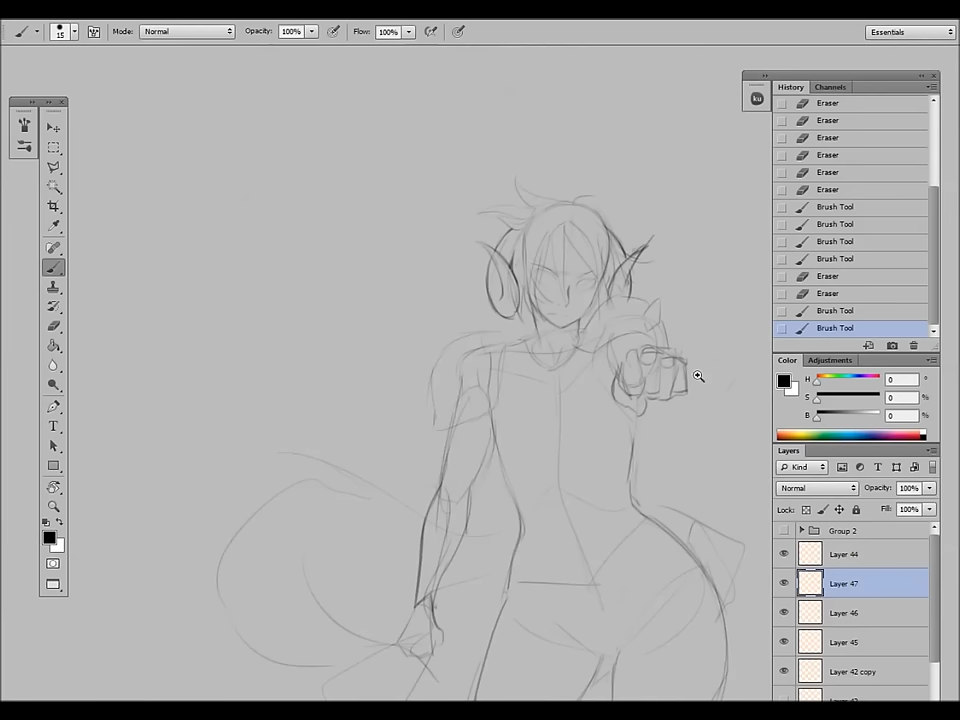 15 Mode: Normal Opacity: 100% Flow: 100% Essentials
ku
History Channels
Eraser
Eraser
Eraser
Eraser
Eraser
Eraser
Brush Tool
Brush Tool
Brush Tool
Brush Tool
Eraser
Eraser
Brush Tool
Brush Tool
Color Adjustments
H 0 °
S 0 %
B 0 %
Layers
Kind
Normal Opacity: 100%
Lock: Fill: 100%
Group 2
Layer 44
Layer 47
Layer 46
Layer 45
Layer 42 copy